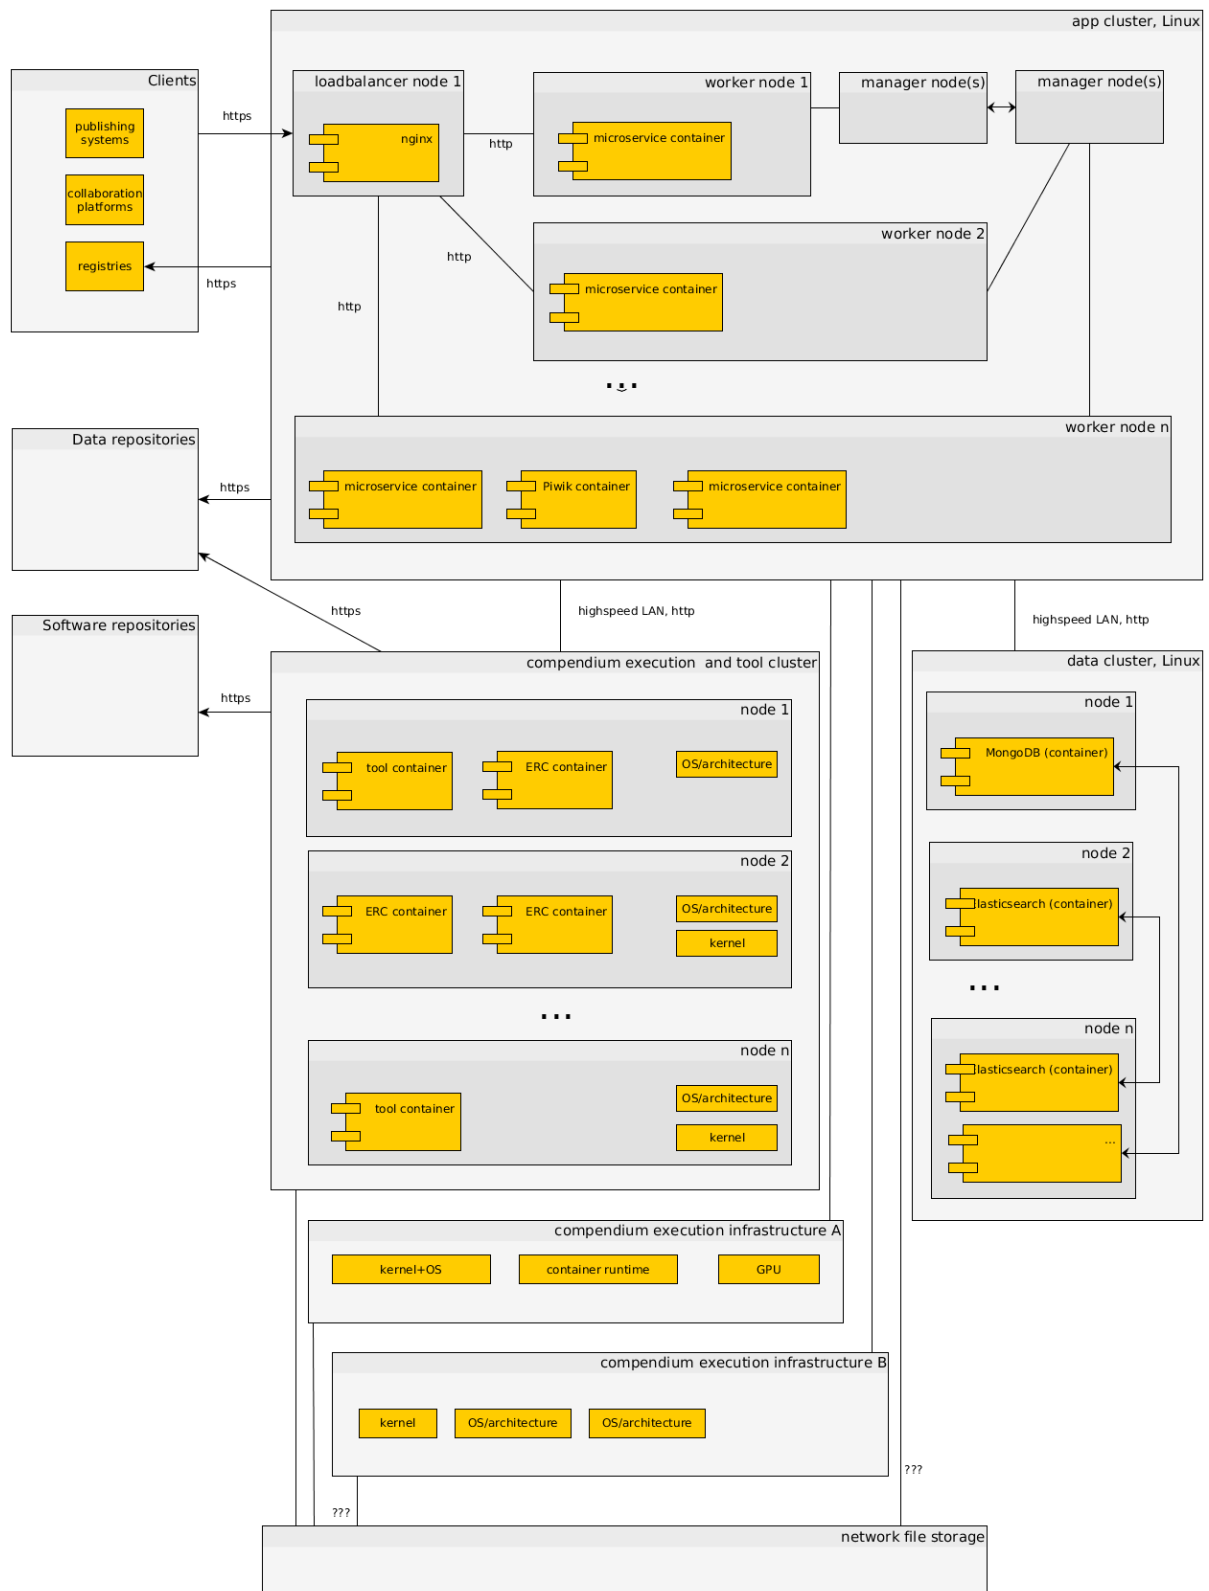 app cluster, Linux
Clients
publishing
systems
collaboration
platforms
registries
https
https
loadbalancer node 1
nginx
http
http
http
worker node 1
microservice container
manager node(s)
manager node(s)
worker node 2
microservice container
...
worker node n
microservice container
Piwik container
microservice container
Data repositories
https
https
Software repositories
https
highspeed LAN, http
highspeed LAN, http
compendium execution  and tool cluster
node 1
tool container
ERC container
OS/architecture
node 2
ERC container
ERC container
OS/architecture
kernel
...
node n
tool container
OS/architecture
kernel
data cluster, Linux
node 1
MongoDB (container)
node 2
lasticsearch (container)
...
node n
lasticsearch (container)
...
compendium execution infrastructure A
kernel+OS
container runtime
GPU
compendium execution infrastructure B
kernel
OS/architecture
OS/architecture
???
???
network file storage